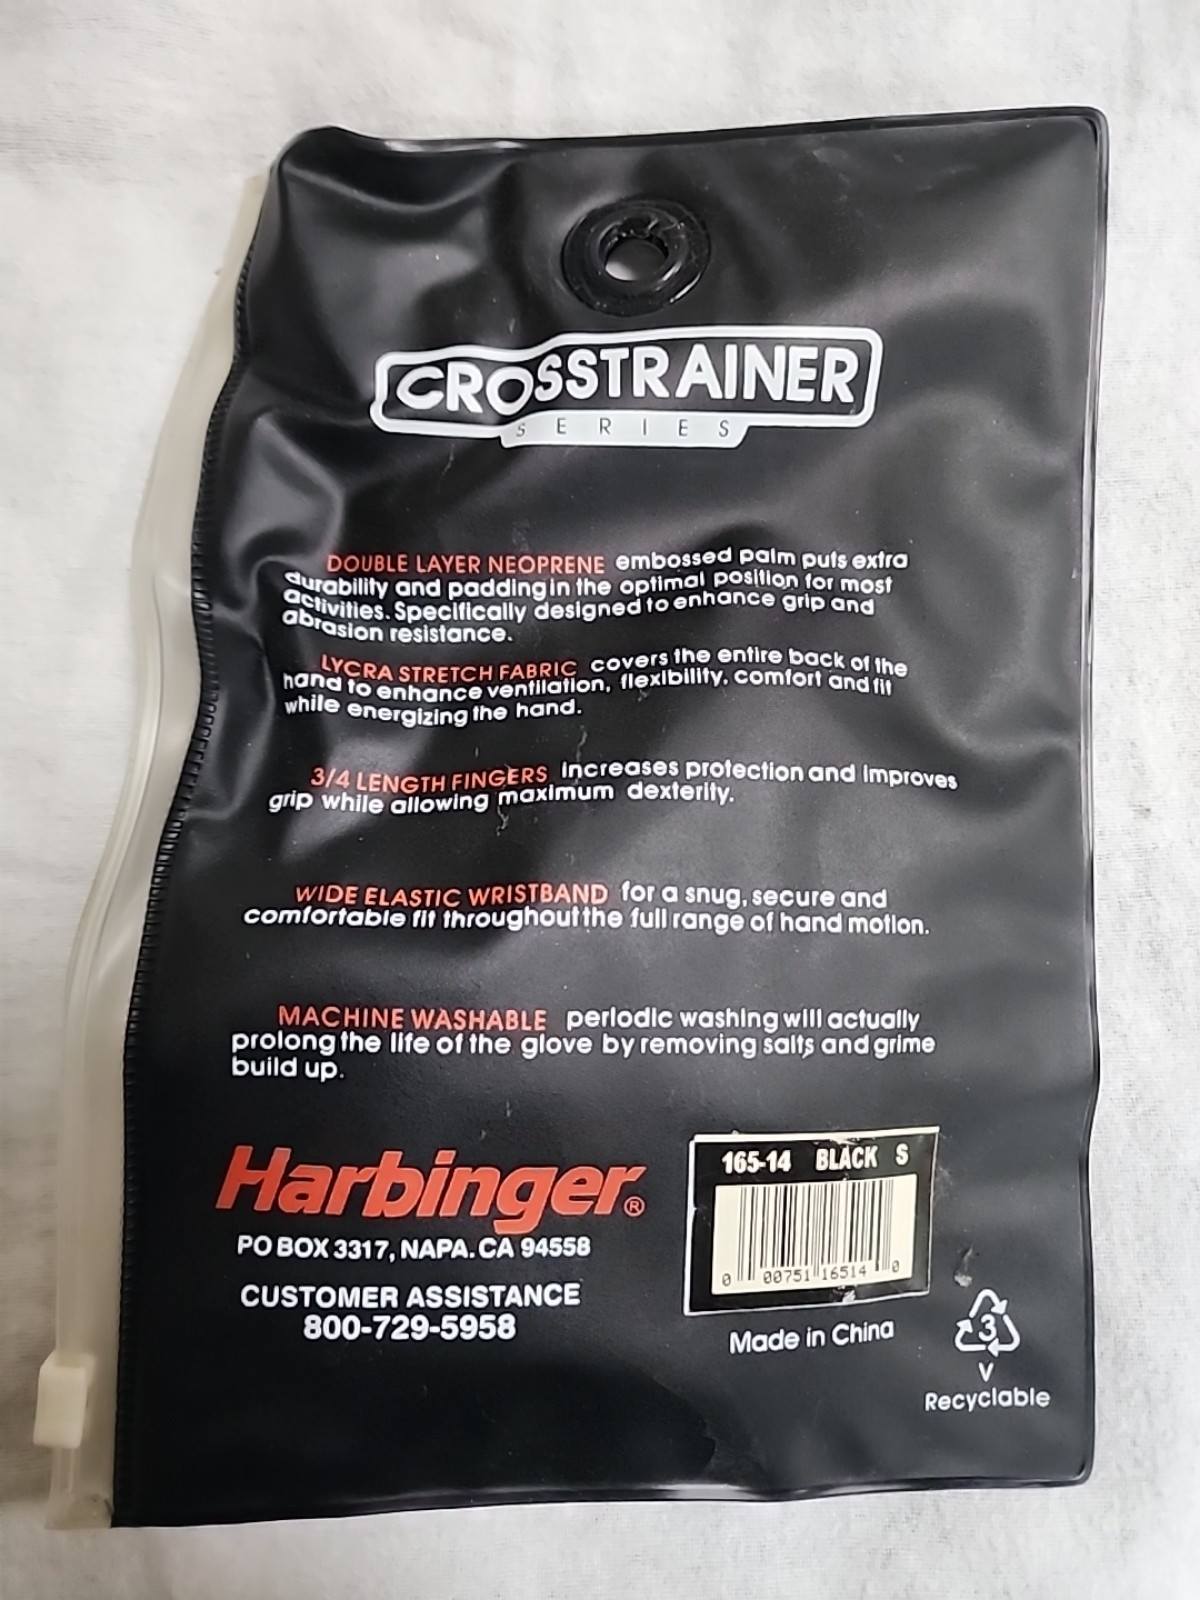 CROSSTRAINER
SERIES
DOUBLE LAYER NEOPRENE embossed palm puts extra
durability and padding in the optimal position for most
activities. Specifically designed to enhance grip and
abrasion resistance.
LYCRA STRETCH FABRIC covers the entire back of the
hand to enhance ventilation, flexibility, comfort and fit
while energizing the hand.
3/4 LENGTH FINGERS increases protection and improves
grip while allowing maximum dexterity.
WIDE ELASTIC WRISTBAND for a snug, secure and
comfortable fit throughout the full range of hand motion.
MACHINE WASHABLE periodic washing will actually
prolong the life of the glove by removing salts and grime
build up.
Harbinger®
PO BOX 3317, NAPA. CA 94558
CUSTOMER ASSISTANCE
800-729-5958
165-14 BLACK S
0 00751 16514 0
Made in China
3
V
Recyclable